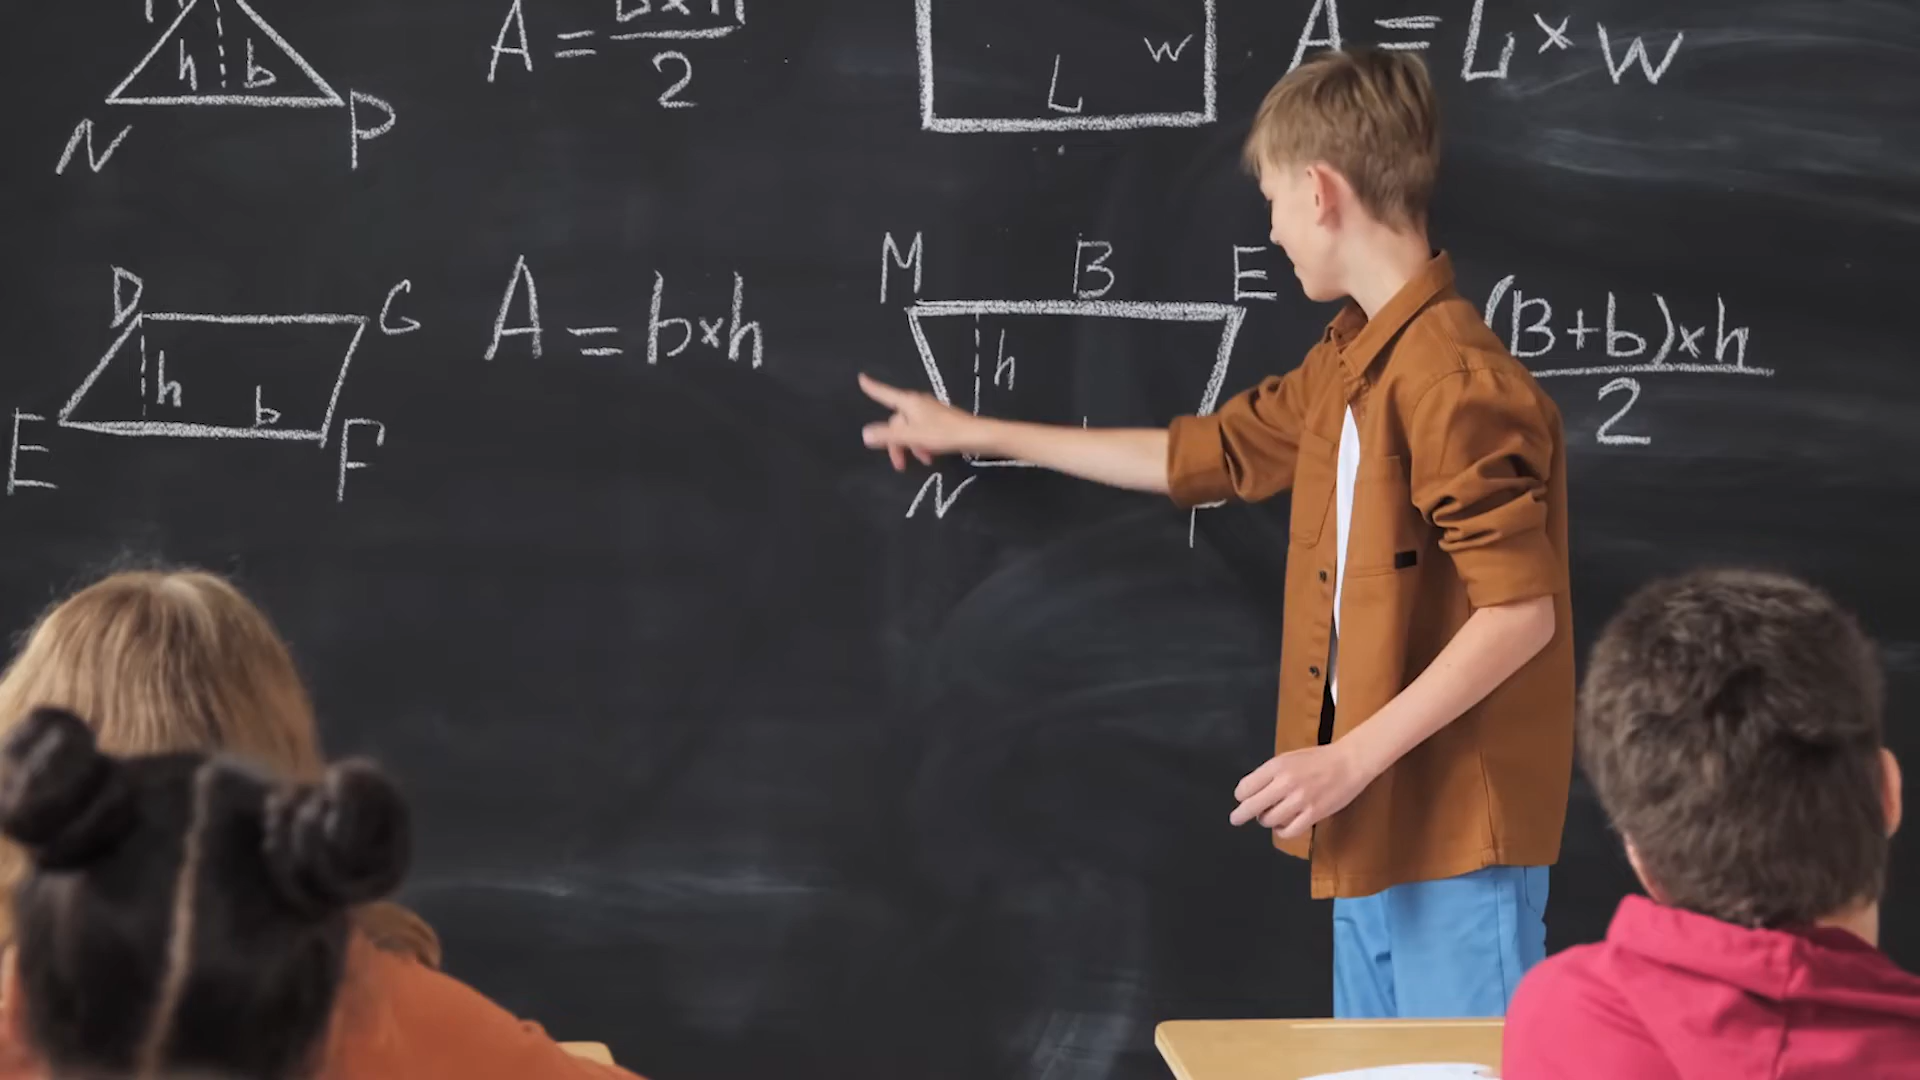 h b
N P
A = b x h / 2
L w
A = L x w
D G
h b
E F
A = b x h
M B E
h
N
(B + b) x h / 2